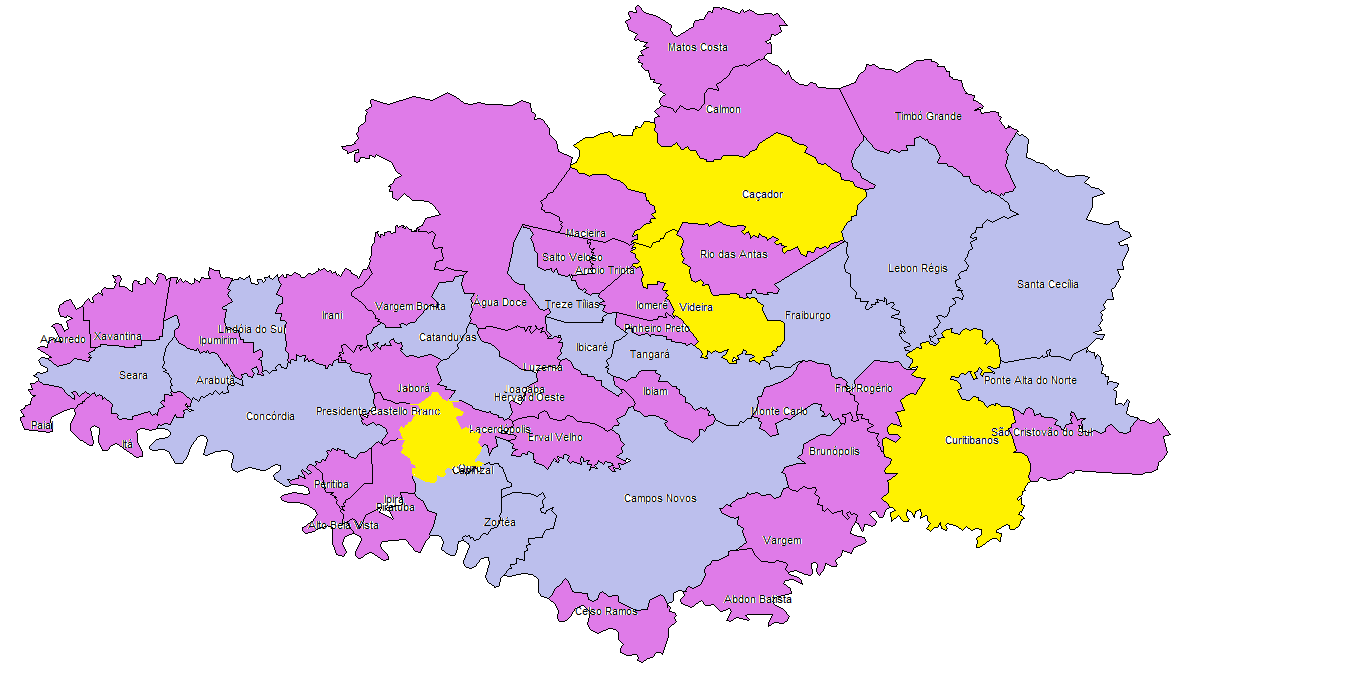 Matos Costa
Calmon
Timbó Grande
Caçador
Macieira
Salto Veloso
Arroio Trinta
Rio das Antas
Lebon Régis
Santa Cecília
Vargem Bonita
Água Doce
Treze Tílias
Iomerê
Videira
Fraiburgo
Irani
Lindóia do Sul
Ipumirim
Xavantina
Arvoredo
Catanduvas
Pinheiro Preto
Ibicaré
Tangará
Luzerna
Seara
Arabutã
Jaborá
Joaçaba
Herval d'Oeste
Ibiam
Frei Rogério
Ponte Alta do Norte
Concórdia
Presidente Castello Branc
Monte Carlo
Paial
Itá
Lacerdópolis
Erval Velho
São Cristovão do Sul
Curitibanos
Brunópolis
Capinzal
Peritiba
Ipira
Piratuba
Alto Bela Vista
Zortéa
Campos Novos
Vargem
Abdon Batista
Celso Ramos